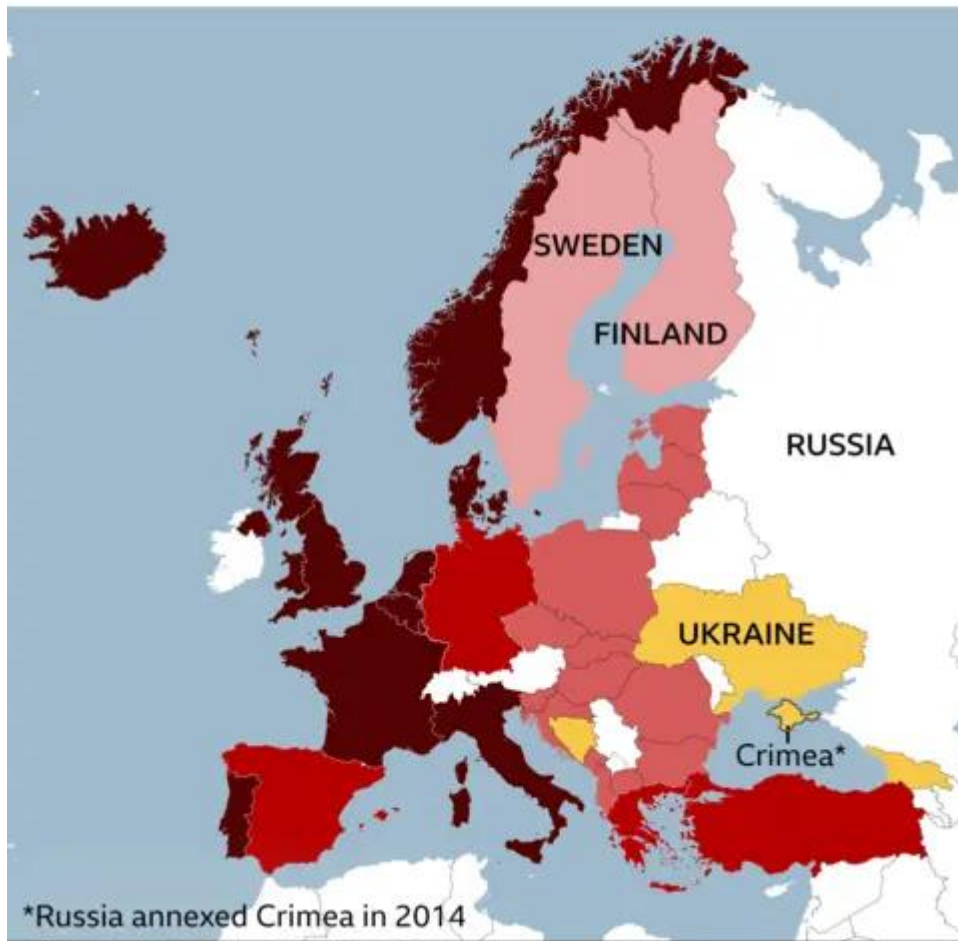 SWEDEN
FINLAND
RUSSIA
UKRAINE
Crimea*
*Russia annexed Crimea in 2014